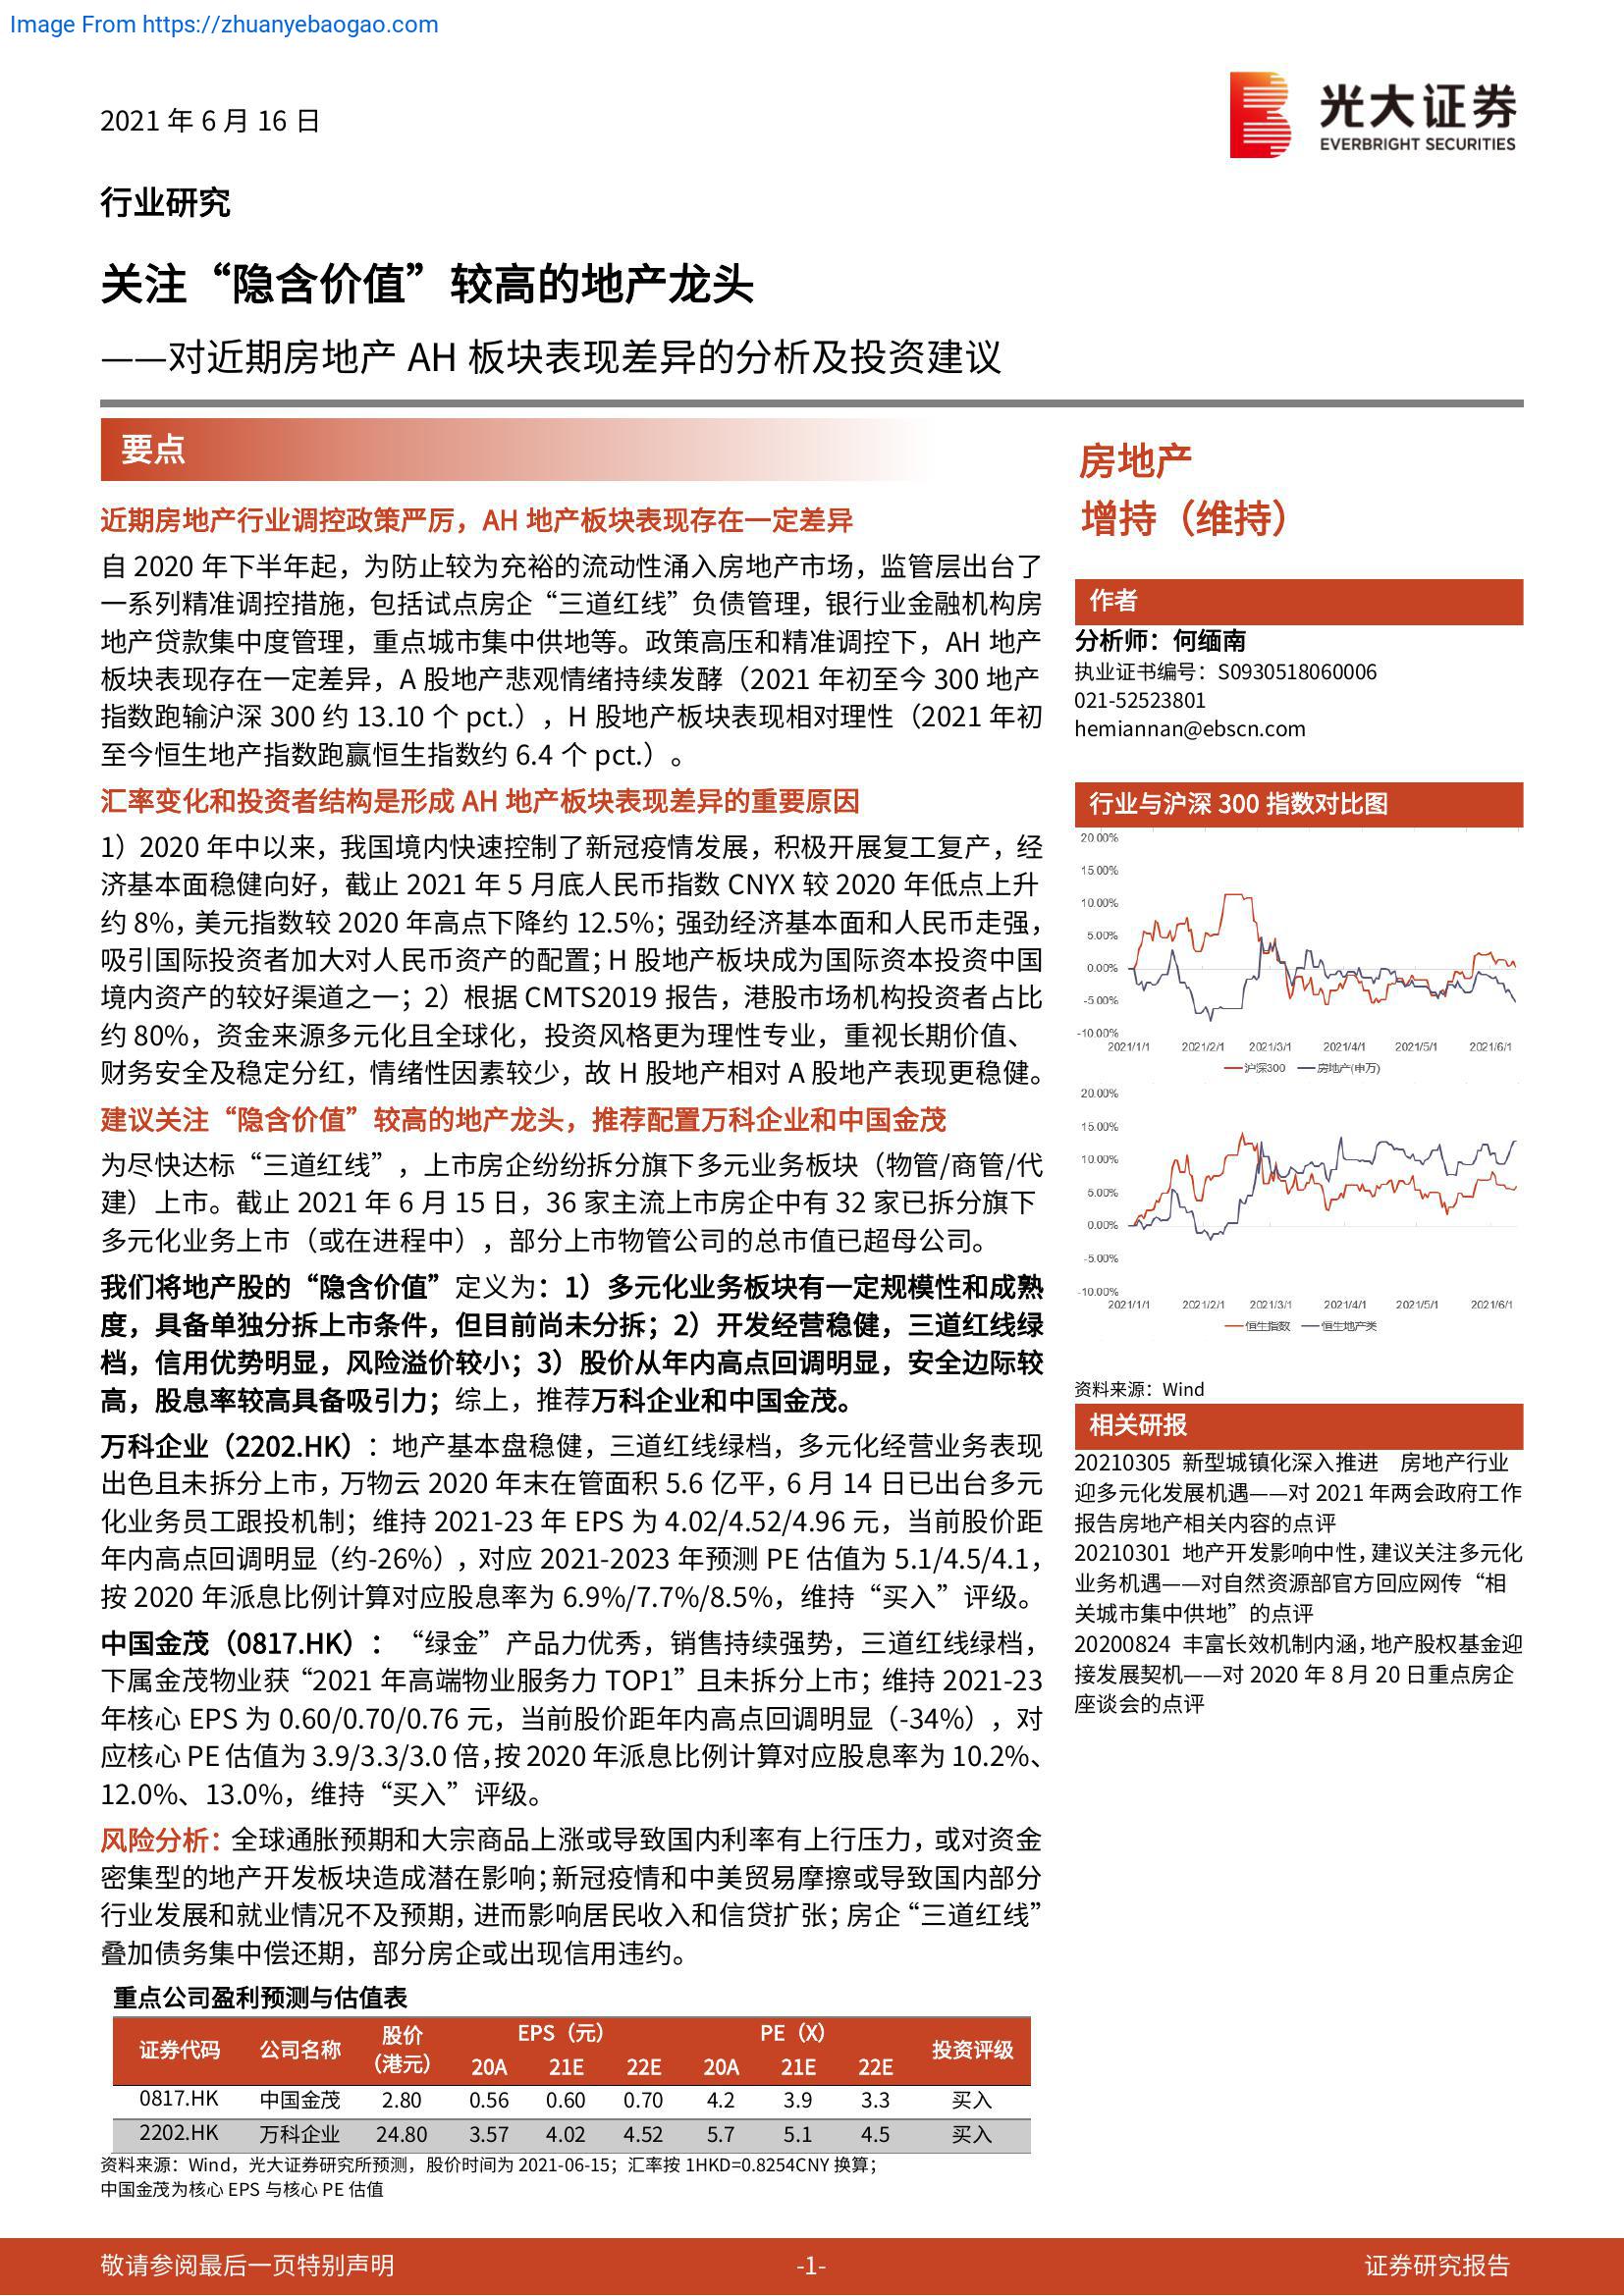 Image From https://zhuanyebaogao.com
2021 年 6 月 16 日
光大证券
EVERBRIGHT SECURITIES
行业研究
关注“隐含价值”较高的地产龙头
——对近期房地产 AH 板块表现差异的分析及投资建议
要点
近期房地产行业调控政策严厉，AH 地产板块表现存在一定差异
自 2020 年下半年起，为防止较为充裕的流动性涌入房地产市场，监管层出台了
一系列精准调控措施，包括试点房企“三道红线”负债管理，银行业金融机构房
地产贷款集中度管理，重点城市集中供地等。政策高压和精准调控下，AH 地产
板块表现存在一定差异，A 股地产悲观情绪持续发酵（2021 年初至今 300 地产
指数跑输沪深 300 约 13.10 个 pct.），H 股地产板块表现相对理性（2021 年初
至今恒生地产指数跑赢恒生指数约 6.4 个 pct.）。
汇率变化和投资者结构是形成 AH 地产板块表现差异的重要原因
1）2020 年中以来，我国境内快速控制了新冠疫情发展，积极开展复工复产，经
济基本面稳健向好，截止 2021 年 5 月底人民币指数 CNYX 较 2020 年低点上升
约 8%，美元指数较 2020 年高点下降约 12.5%；强劲经济基本面和人民币走强，
吸引国际投资者加大对人民币资产的配置；H 股地产板块成为国际资本投资中国
境内资产的较好渠道之一；2）根据 CMTS2019 报告，港股市场机构投资者占比
约 80%，资金来源多元化且全球化，投资风格更为理性专业，重视长期价值、
财务安全及稳定分红，情绪性因素较少，故 H 股地产相对 A 股地产表现更稳健。
建议关注“隐含价值”较高的地产龙头，推荐配置万科企业和中国金茂
为尽快达标“三道红线”，上市房企纷纷拆分旗下多元业务板块（物管/商管/代
建）上市。截止 2021 年 6 月 15 日，36 家主流上市房企中有 32 家已拆分旗下
多元化业务上市（或在进程中），部分上市物管公司的总市值已超母公司。
我们将地产股的“隐含价值”定义为：1）多元化业务板块有一定规模性和成熟
度，具备单独分拆上市条件，但目前尚未分拆；2）开发经营稳健，三道红线绿
档，信用优势明显，风险溢价较小；3）股价从年内高点回调明显，安全边际较
高，股息率较高具备吸引力；综上，推荐万科企业和中国金茂。
万科企业（2202.HK）：地产基本盘稳健，三道红线绿档，多元化经营业务表现
出色且未拆分上市，万物云 2020 年末在管面积 5.6 亿平，6 月 14 日已出台多元
化业务员工跟投机制；维持 2021-23 年 EPS 为 4.02/4.52/4.96 元，当前股价距
年内高点回调明显（约-26%），对应 2021-2023 年预测 PE 估值为 5.1/4.5/4.1，
按 2020 年派息比例计算对应股息率为 6.9%/7.7%/8.5%，维持“买入”评级。
中国金茂（0817.HK）：“绿金”产品力优秀，销售持续强势，三道红线绿档，
下属金茂物业获“2021 年高端物业服务力 TOP1”且未拆分上市；维持 2021-23
年核心 EPS 为 0.60/0.70/0.76 元，当前股价距年内高点回调明显（-34%），对
应核心 PE 估值为 3.9/3.3/3.0 倍，按 2020 年派息比例计算对应股息率为 10.2%、
12.0%、13.0%，维持“买入”评级。
风险分析：全球通胀预期和大宗商品上涨或导致国内利率有上行压力，或对资金
密集型的地产开发板块造成潜在影响；新冠疫情和中美贸易摩擦或导致国内部分
行业发展和就业情况不及预期，进而影响居民收入和信贷扩张；房企“三道红线”
叠加债务集中偿还期，部分房企或出现信用违约。
重点公司盈利预测与估值表
证券代码 公司名称 股价（港元） EPS（元） PE（X） 投资评级
20A 21E 22E 20A 21E 22E
0817.HK 中国金茂 2.80 0.56 0.60 0.70 4.2 3.9 3.3 买入
2202.HK 万科企业 24.80 3.57 4.02 4.52 5.7 5.1 4.5 买入
资料来源：Wind，光大证券研究所预测，股价时间为 2021-06-15；汇率按 1HKD=0.8254CNY 换算；
中国金茂为核心 EPS 与核心 PE 估值
房地产
增持（维持）
作者
分析师：何缅南
执业证书编号：S0930518060006
021-52523801
hemiannan@ebscn.com
行业与沪深 300 指数对比图
20.00%
15.00%
10.00%
5.00%
0.00%
-5.00%
-10.00%
2021/1/1 2021/2/1 2021/3/1 2021/4/1 2021/5/1 2021/6/1
沪深300 房地产(申万)
20.00%
15.00%
10.00%
5.00%
0.00%
-5.00%
-10.00%
2021/1/1 2021/2/1 2021/3/1 2021/4/1 2021/5/1 2021/6/1
恒生指数 恒生地产类
资料来源：Wind
相关研报
20210305 新型城镇化深入推进 房地产行业
迎多元化发展机遇——对 2021 年两会政府工作
报告房地产相关内容的点评
20210301 地产开发影响中性，建议关注多元化
业务机遇——对自然资源部官方回应网传“相
关城市集中供地”的点评
20200824 丰富长效机制内涵，地产股权基金迎
接发展契机——对 2020 年 8 月 20 日重点房企
座谈会的点评
敬请参阅最后一页特别声明
-1-
证券研究报告